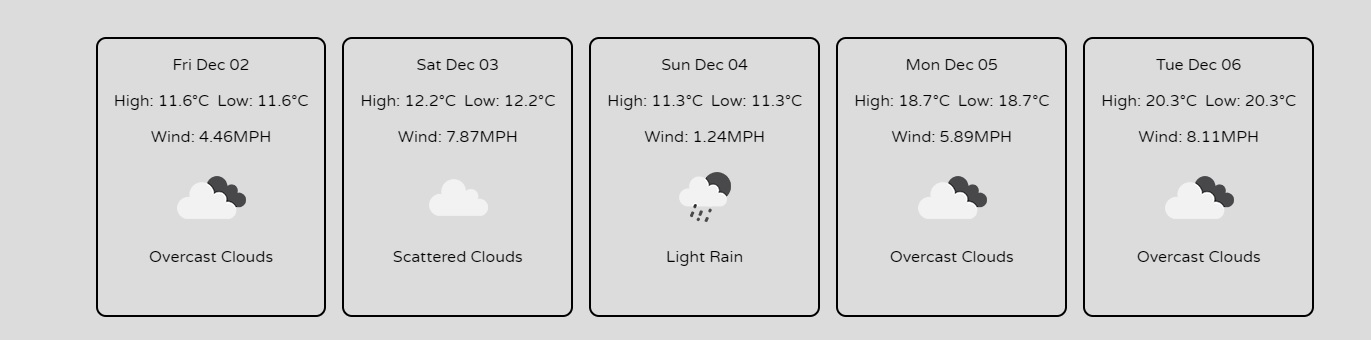 Fri Dec 02
High: 11.6°C Low: 11.6°C
Wind: 4.46MPH
Overcast Clouds
Sat Dec 03
High: 12.2°C Low: 12.2°C
Wind: 7.87MPH
Scattered Clouds
Sun Dec 04
High: 11.3°C Low: 11.3°C
Wind: 1.24MPH
Light Rain
Mon Dec 05
High: 18.7°C Low: 18.7°C
Wind: 5.89MPH
Overcast Clouds
Tue Dec 06
High: 20.3°C Low: 20.3°C
Wind: 8.11MPH
Overcast Clouds